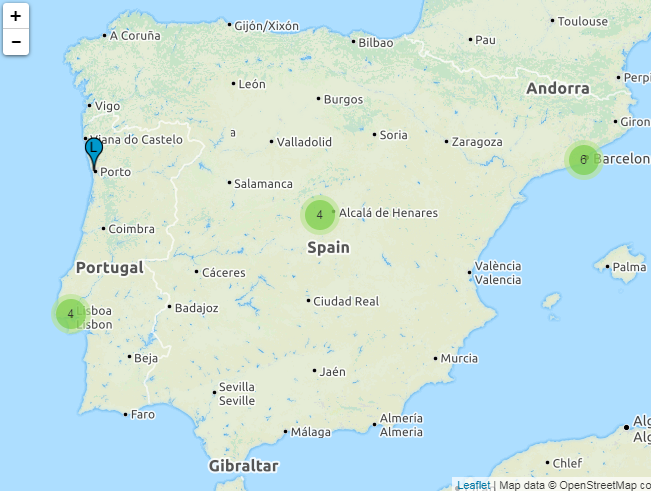 +
−
A Coruña
Gijón/Xixón
Bilbao
Pau
Toulouse
León
Burgos
Andorra
Perpi
Vigo
Giron
Viana do Castelo
a
Valladolid
Soria
Zaragoza
L
Porto
6
Barcelon
Salamanca
4
Alcalá de Henares
Coimbra
Spain
Portugal
Cáceres
València
Valencia
Palma
4
Lisboa
Lisbon
Badajoz
Ciudad Real
Beja
Murcia
Jaén
Sevilla
Seville
Faro
Málaga
Almería
Almeria
Alg
Alg
Gibraltar
Chlef
Leaflet | Map data © OpenStreetMap co